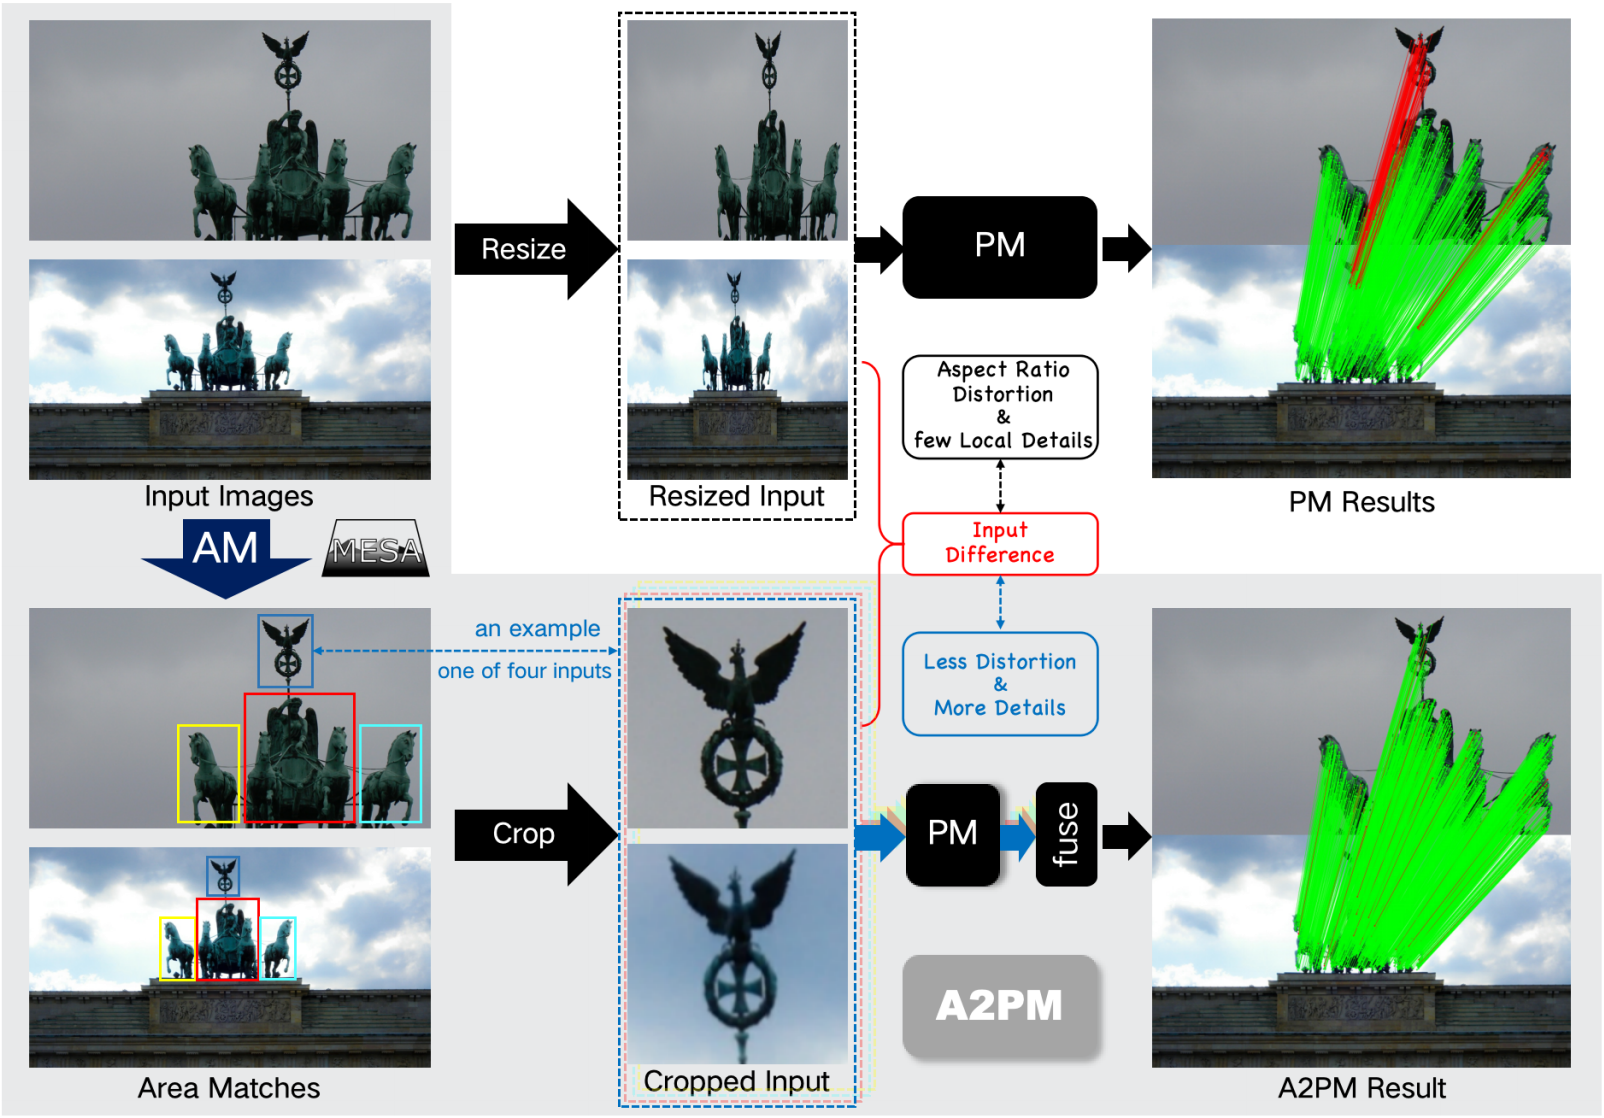 Resize
PM
Aspect Ratio
Distortion
&
few Local Details
Input Images
Resized Input
PM Results
AM
MESA
Input
Difference
an example
one of four inputs
Less Distortion
&
More Details
Crop
PM
fuse
A2PM
Area Matches
Cropped Input
A2PM Result